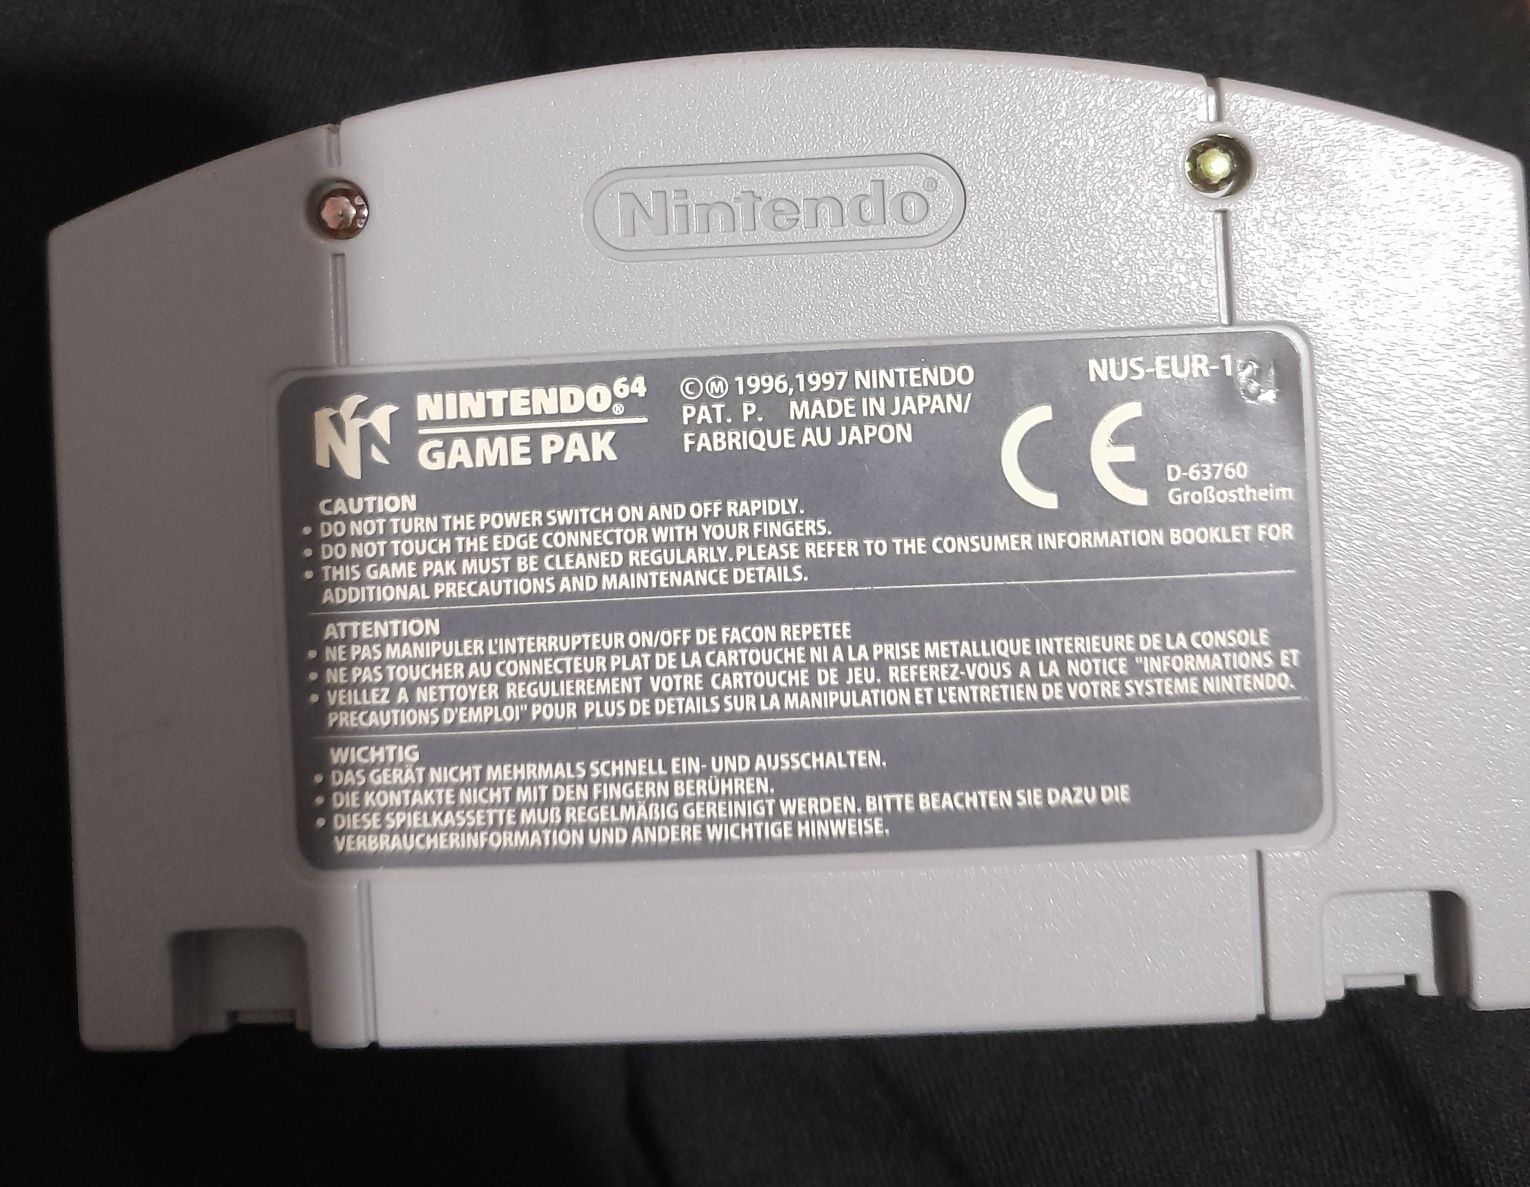 Nintendo®
NINTENDO64®
GAME PAK
©Ⓜ 1996,1997 NINTENDO
PAT. P. MADE IN JAPAN/
FABRIQUE AU JAPON
NUS-EUR-1
CE
D-63760
Großostheim
CAUTION
• DO NOT TURN THE POWER SWITCH ON AND OFF RAPIDLY.
• DO NOT TOUCH THE EDGE CONNECTOR WITH YOUR FINGERS.
• THIS GAME PAK MUST BE CLEANED REGULARLY. PLEASE REFER TO THE CONSUMER INFORMATION BOOKLET FOR
ADDITIONAL PRECAUTIONS AND MAINTENANCE DETAILS.
ATTENTION
• NE PAS MANIPULER L'INTERRUPTEUR ON/OFF DE FACON REPETEE
• NE PAS TOUCHER AU CONNECTEUR PLAT DE LA CARTOUCHE NI A LA PRISE METALLIQUE INTERIEURE DE LA CONSOLE
• VEILLEZ A NETTOYER REGULIEREMENT VOTRE CARTOUCHE DE JEU. REFEREZ-VOUS A LA NOTICE "INFORMATIONS ET
PRECAUTIONS D'EMPLOI" POUR PLUS DE DETAILS SUR LA MANIPULATION ET L'ENTRETIEN DE VOTRE SYSTEME NINTENDO.
WICHTIG
• DAS GERÄT NICHT MEHRMALS SCHNELL EIN- UND AUSSCHALTEN.
• DIE KONTAKTE NICHT MIT DEN FINGERN BERÜHREN.
• DIESE SPIELKASSETTE MUß REGELMÄßIG GEREINIGT WERDEN. BITTE BEACHTEN SIE DAZU DIE
VERBRAUCHERINFORMATION UND ANDERE WICHTIGE HINWEISE.